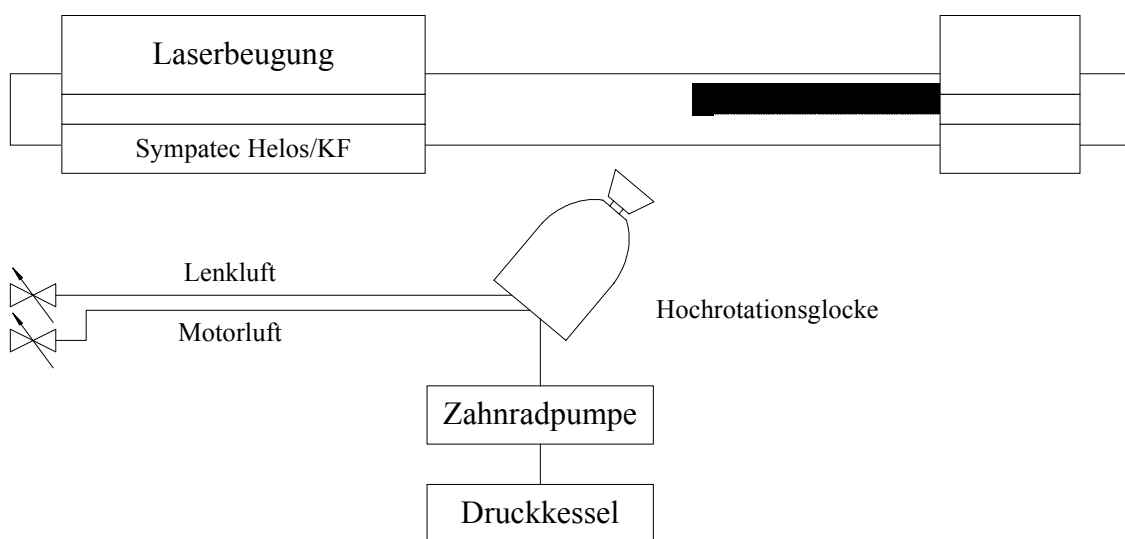 Laserbeugung
Sympatec Helos/KF
Lenkluft
Hochrotationsglocke
Motorluft
Zahnradpumpe
Druckkessel